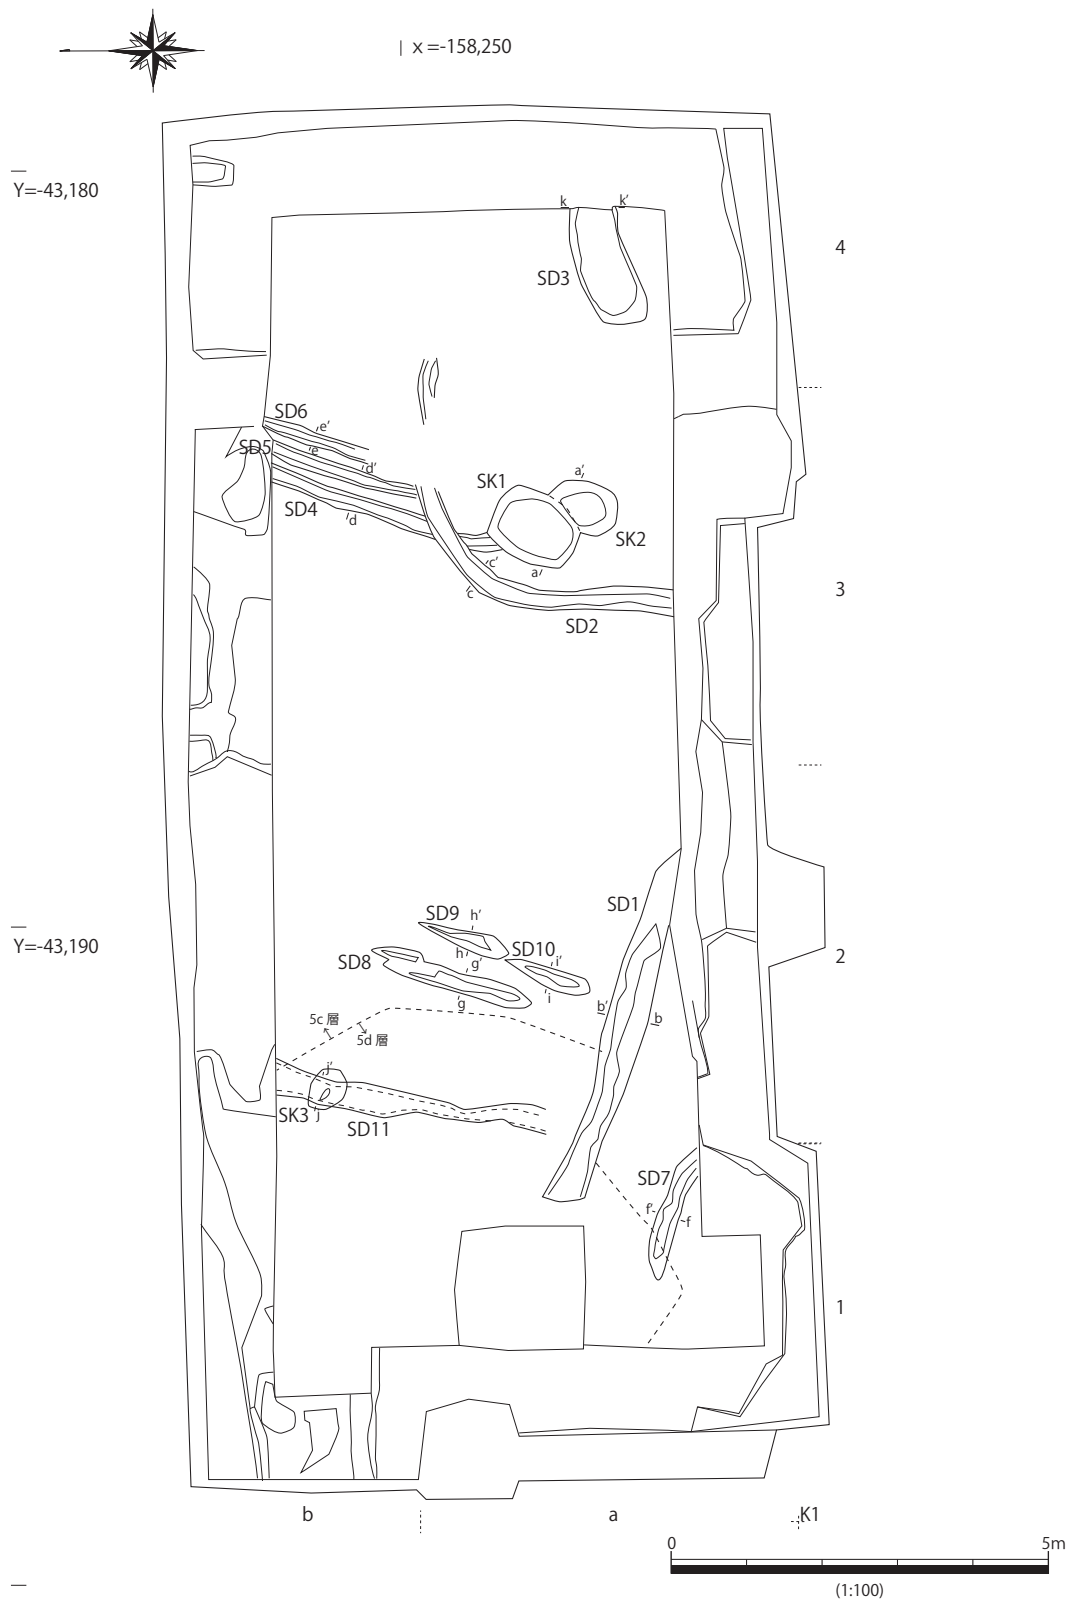 x =-158,250
Y=-43,180
k
k’
4
SD3
SD6
e’
SD5
e
d’
SK1
a’
SD4
d
SK2
c’
a
3
c
SD2
SD1
SD9
h’
Y=-43,190
SD10
h
SD8
g’
i’
2
i
g
b’
b
5c 層
5d 層
j’
SK3
j
SD11
SD7
f’
f
1
b
a
K1
0
5m
(1:100)